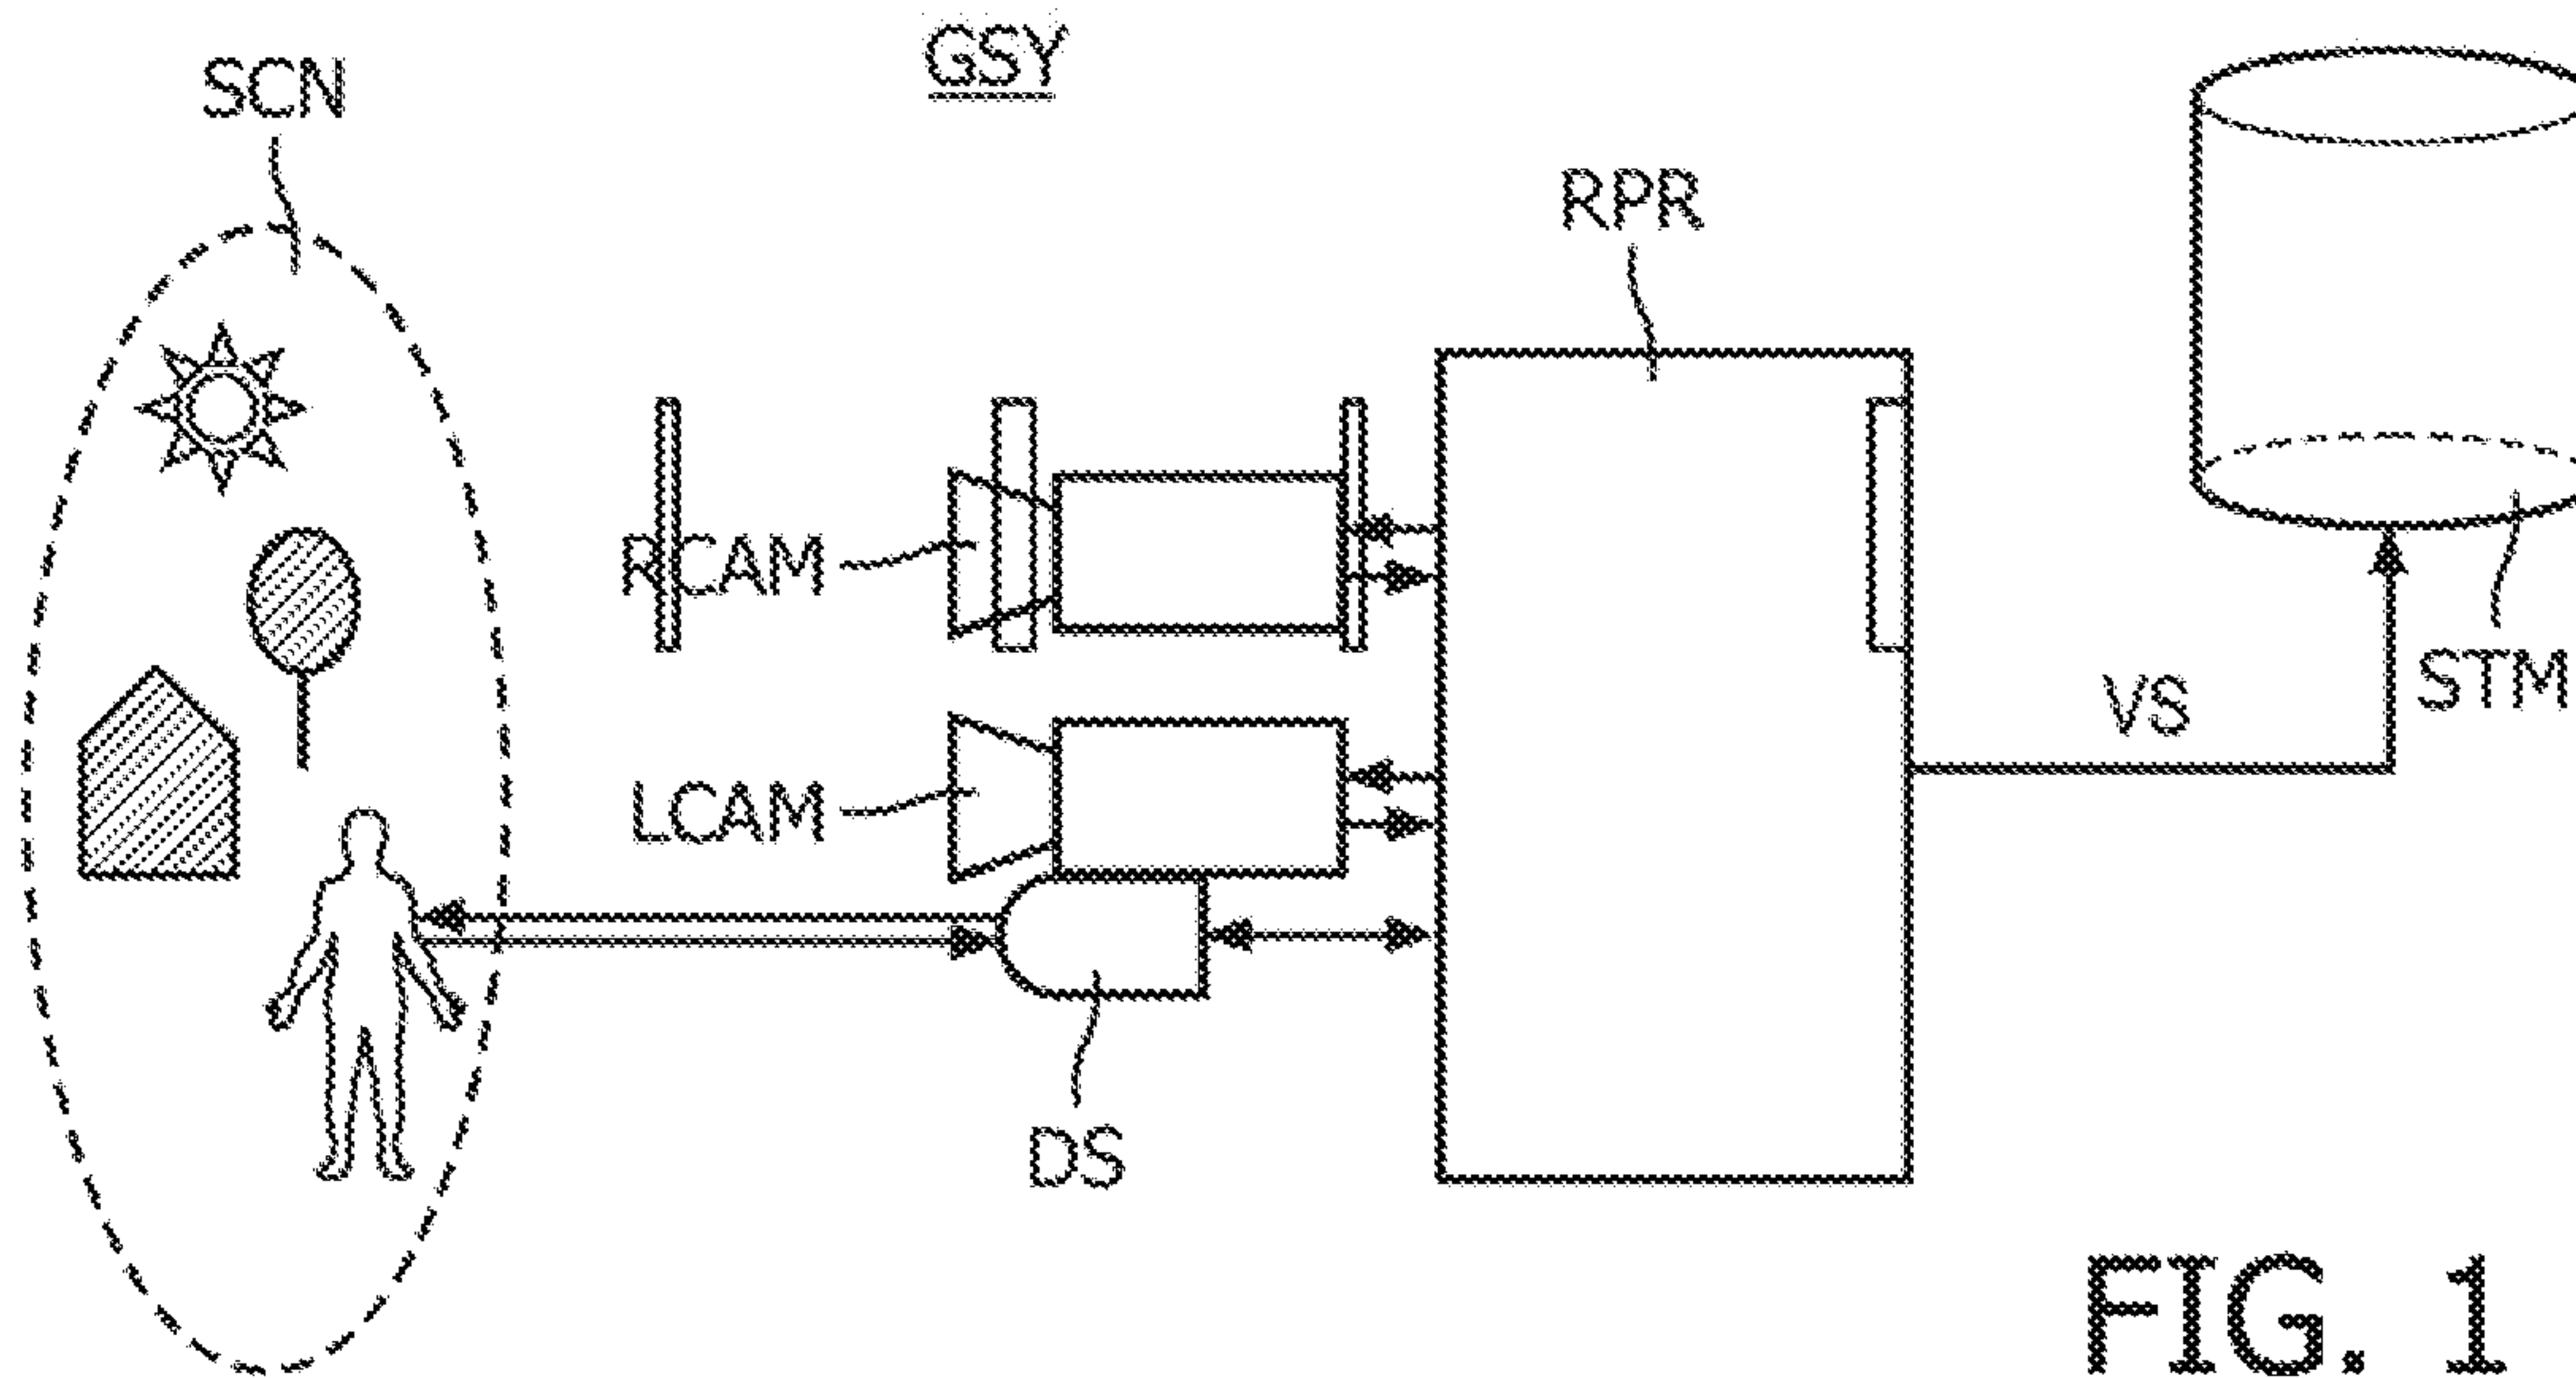 GSY
SCN
RPR
RCAM
LCAM
VS
STM
DS
FIG. 1